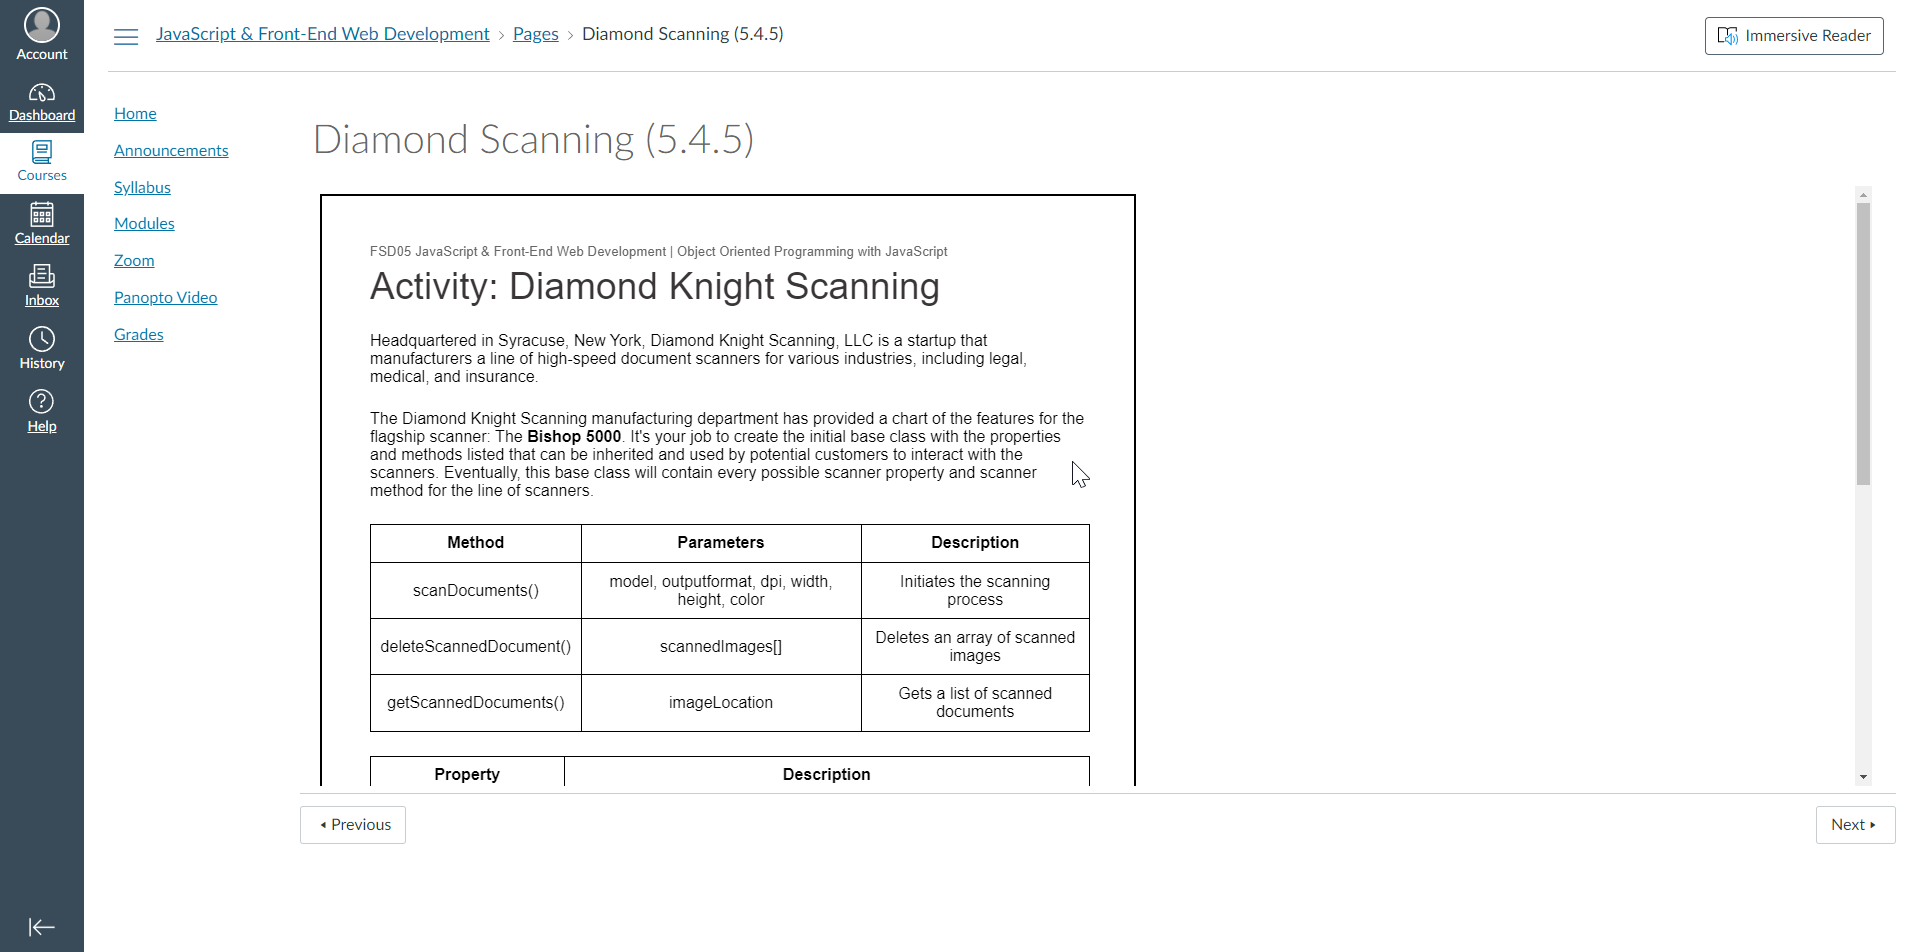 Account
Dashboard
Courses
Calendar
Inbox
History
Help
JavaScript & Front-End Web Development › Pages › Diamond Scanning (5.4.5)
Immersive Reader
Home
Announcements
Syllabus
Modules
Zoom
Panopto Video
Grades
Diamond Scanning (5.4.5)
FSD05 JavaScript & Front-End Web Development | Object Oriented Programming with JavaScript
Activity: Diamond Knight Scanning
Headquartered in Syracuse, New York, Diamond Knight Scanning, LLC is a startup that
manufacturers a line of high-speed document scanners for various industries, including legal,
medical, and insurance.
The Diamond Knight Scanning manufacturing department has provided a chart of the features for the
flagship scanner: The Bishop 5000. It's your job to create the initial base class with the properties
and methods listed that can be inherited and used by potential customers to interact with the
scanners. Eventually, this base class will contain every possible scanner property and scanner
method for the line of scanners.
Method Parameters Description
scanDocuments() model, outputformat, dpi, width, height, color Initiates the scanning process
deleteScannedDocument() scannedImages[] Deletes an array of scanned images
getScannedDocuments() imageLocation Gets a list of scanned documents
Property Description
Previous
Next